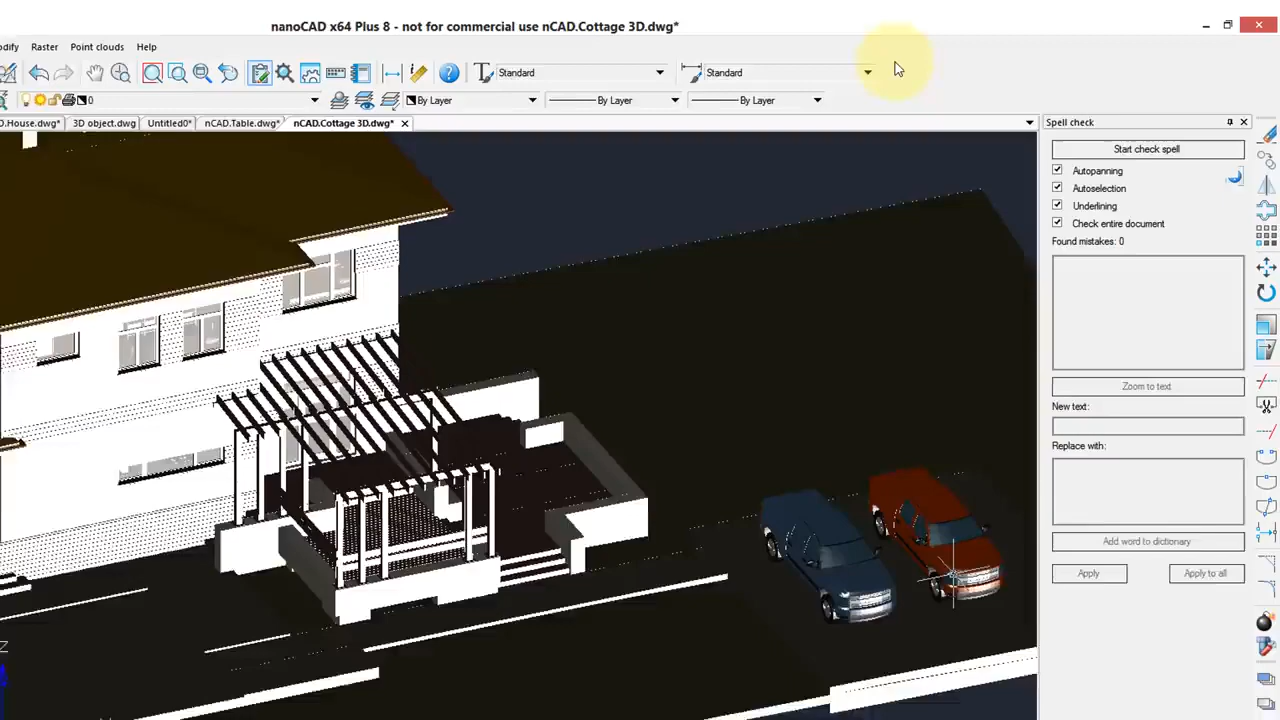 nanoCAD x64 Plus 8 - not for commercial use nCAD.Cottage 3D.dwg*
odify Raster Point clouds Help
Standard Standard
0 By Layer By Layer By Layer
D.House.dwg* 3D object.dwg Untitled0* nCAD.Table.dwg* nCAD.Cottage 3D.dwg*
Spell check
Start check spell
Autopanning
Autoselection
Underlining
Check entire document
Found mistakes: 0
Zoom to text
New text:
Replace with:
Add word to dictionary
Apply Apply to all
Z